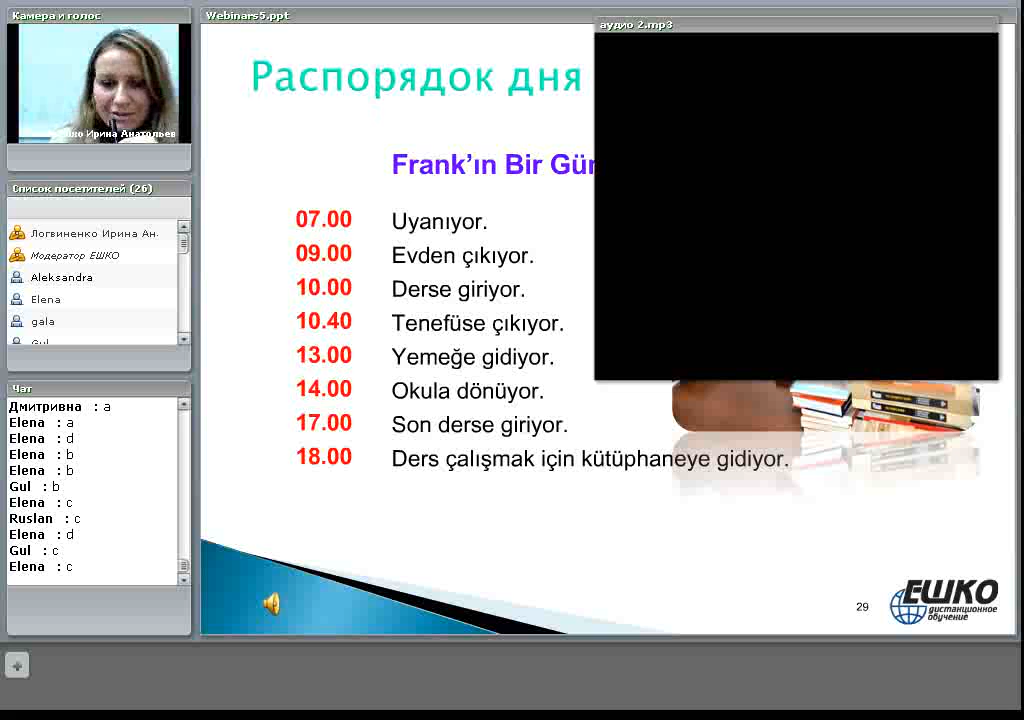 Камера и голос
Ирина Анатольев
Список посетителей (26)
Логвиненко Ирина Ан.
Модератор ЕШКО
Aleksandra
Elena
gala
Gul
Чат
Дмитривна : a
Elena : a
Elena : d
Elena : b
Elena : b
Gul : b
Elena : c
Ruslan : c
Elena : d
Gul : c
Elena : c
Webinars5.ppt
аудио 2.mp3
Распорядок дня
Frank’ın Bir Gün
07.00 Uyanıyor.
09.00 Evden çıkıyor.
10.00 Derse giriyor.
10.40 Tenefüse çıkıyor.
13.00 Yemeğe gidiyor.
14.00 Okula dönüyor.
17.00 Son derse giriyor.
18.00 Ders çalışmak için kütüphaneye gidiyor.
29
ЕШКО
дистанционное
обучение